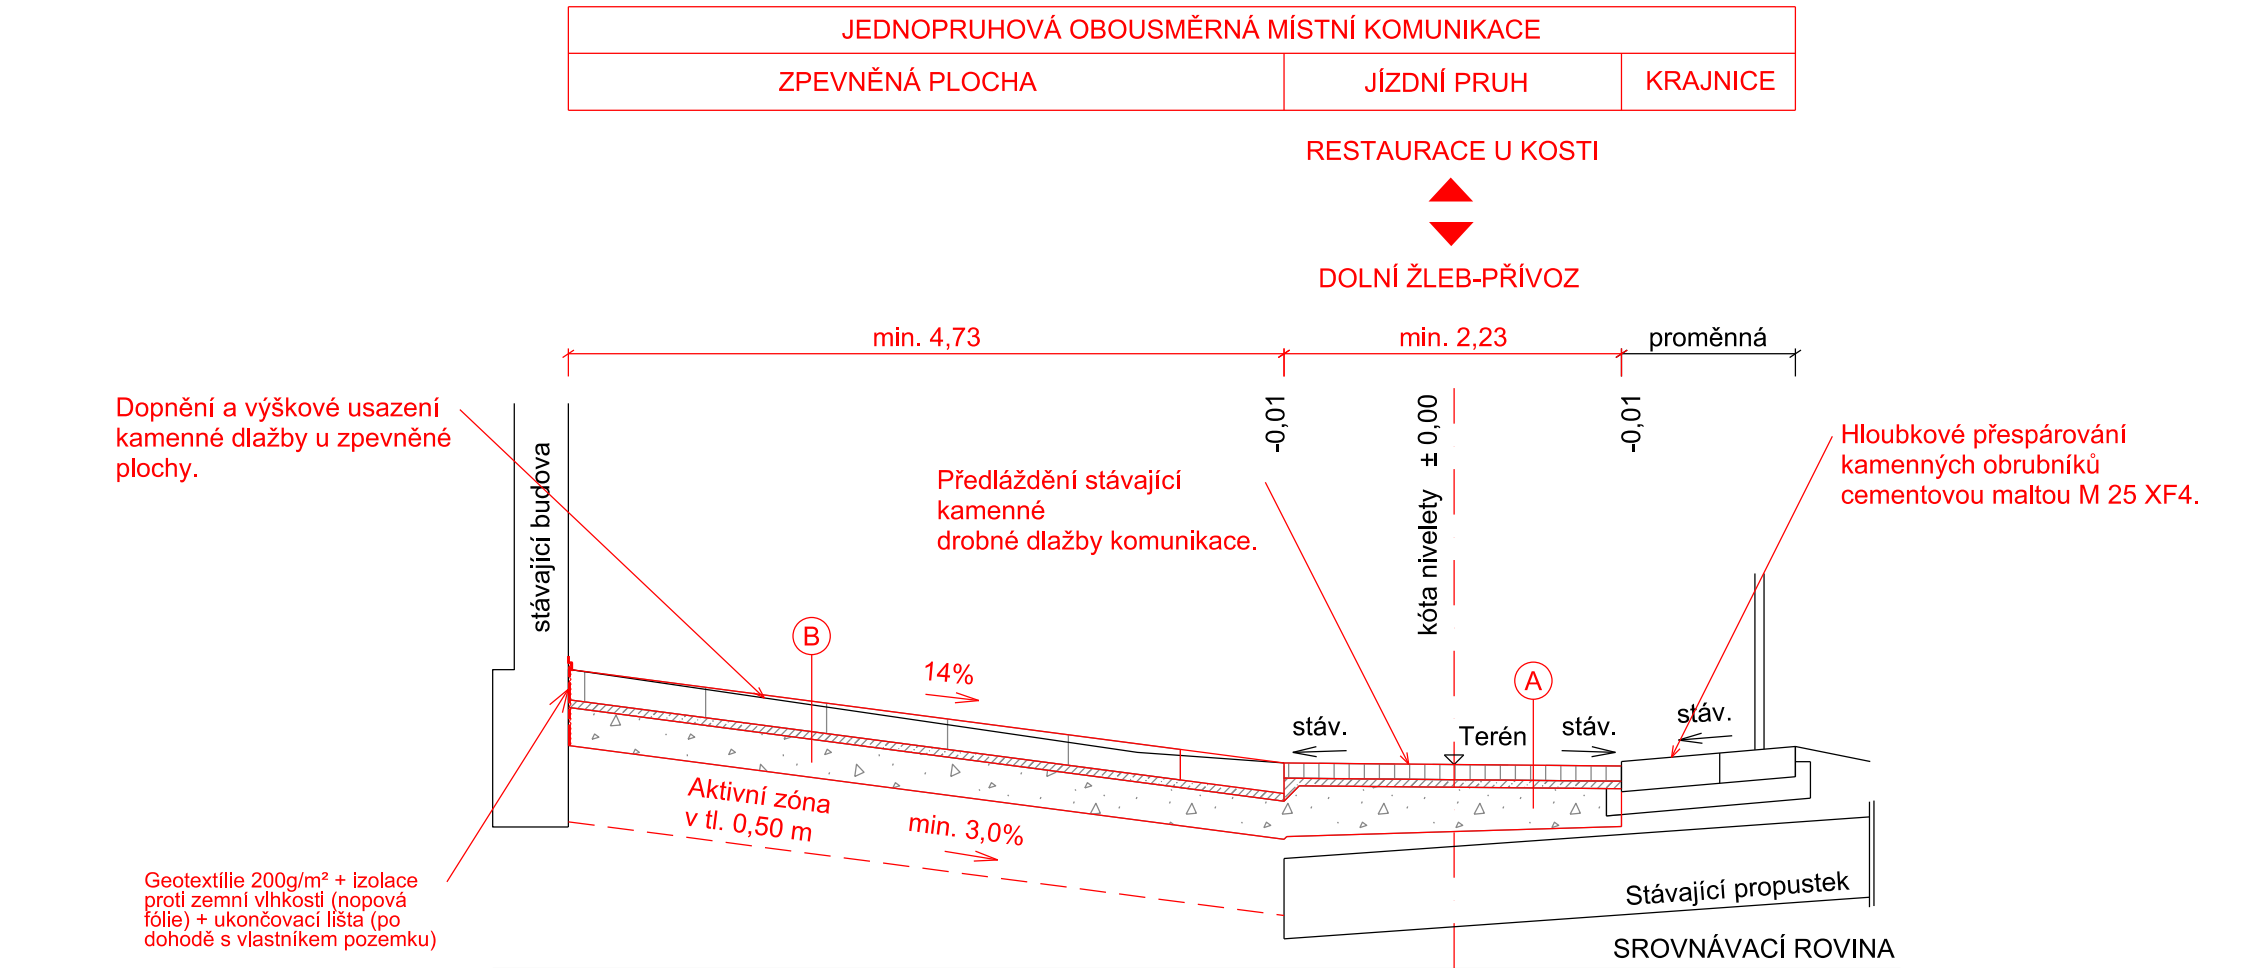 JEDNOPRUHOVÁ OBOUSMĚRNÁ MÍSTNÍ KOMUNIKACE
ZPEVNĚNÁ PLOCHA
JÍZDNÍ PRUH
KRAJNICE
RESTAURACE U KOSTI
DOLNÍ ŽLEB-PŘÍVOZ
min. 4,73
min. 2,23
proměnná
Dopnění a výškové usazení
kamenné dlažby u zpevněné
plochy.
stávající budova
Předláždění stávající
kamenné
drobné dlažby komunikace.
-0,01
kóta nivelety ± 0,00
-0,01
Hloubkové přespárování
kamenných obrubníků
cementovou maltou M 25 XF4.
B
14%
A
stáv.
Terén
stáv.
stáv.
Aktivní zóna
v tl. 0,50 m
min. 3,0%
Geotextílie 200g/m² + izolace
proti zemní vlhkosti (nopová
fólie) + ukončovací lišta (po
dohodě s vlastníkem pozemku)
Stávající propustek
SROVNÁVACÍ ROVINA